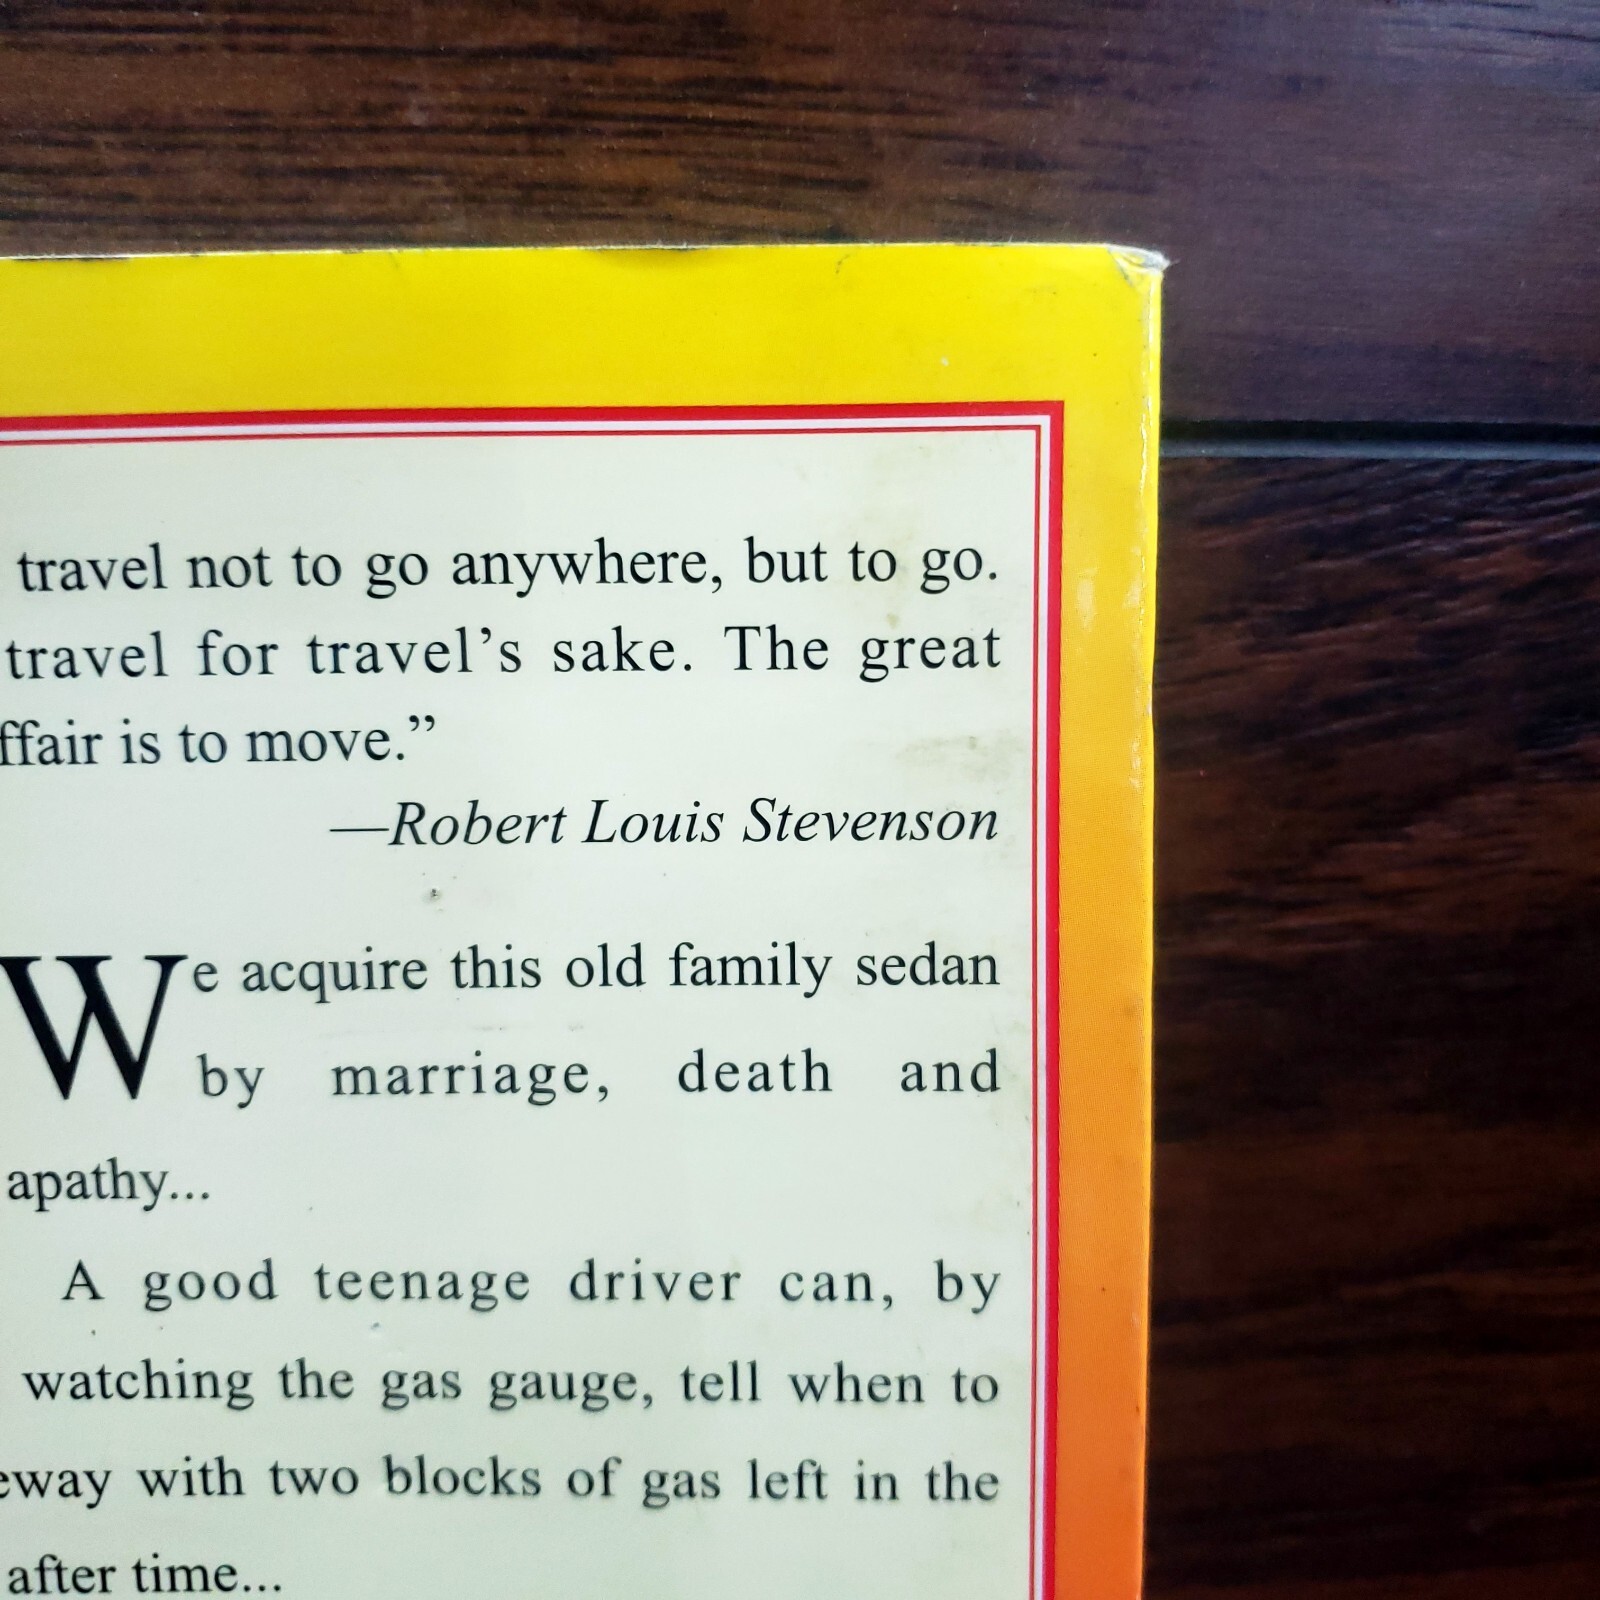 travel not to go anywhere, but to go.
travel for travel’s sake. The great
ffair is to move.”
—Robert Louis Stevenson
We acquire this old family sedan
by marriage, death and
apathy...
A good teenage driver can, by
watching the gas gauge, tell when to
eway with two blocks of gas left in the
after time...